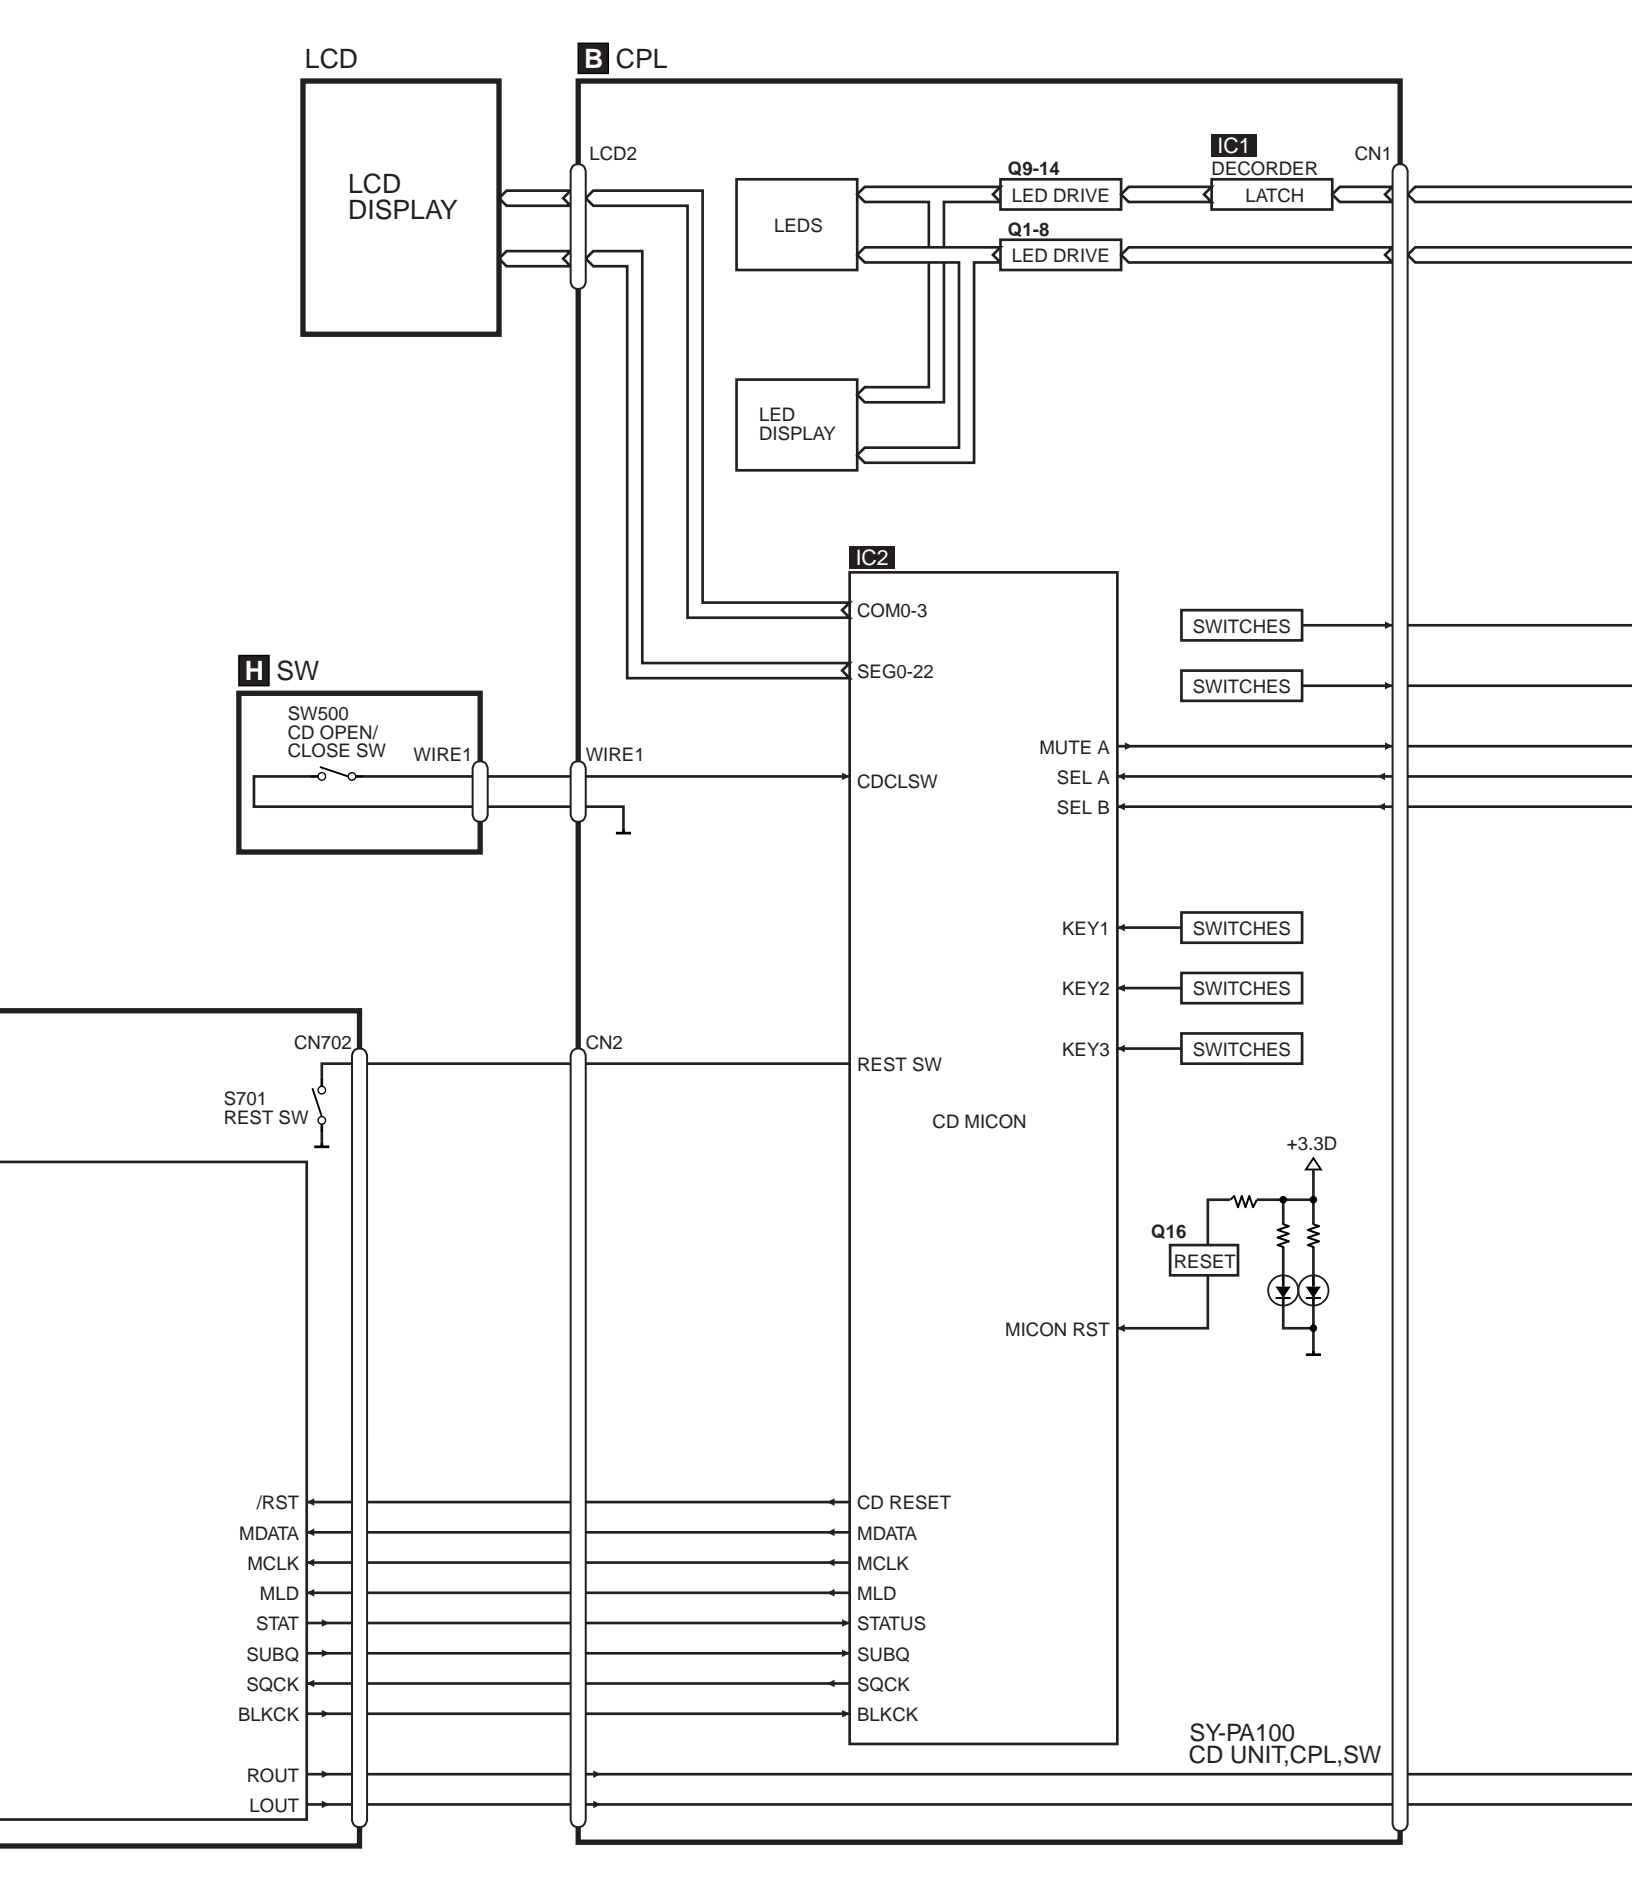 LCD
B CPL
LCD
DISPLAY
LCD2
IC1
DECORDER
LATCH
CN1
Q9-14
LED DRIVE
Q1-8
LED DRIVE
LEDS
LED
DISPLAY
IC2
COM0-3
SEG0-22
SWITCHES
SWITCHES
H SW
SW500
CD OPEN/
CLOSE SW
WIRE1
WIRE1
CDCLSW
MUTE A
SEL A
SEL B
KEY1
SWITCHES
KEY2
SWITCHES
KEY3
SWITCHES
CN702
CN2
REST SW
S701
REST SW
CD MICON
+3.3D
Q16
RESET
MICON RST
/RST
CD RESET
MDATA
MDATA
MCLK
MCLK
MLD
MLD
STAT
STATUS
SUBQ
SUBQ
SQCK
SQCK
BLKCK
BLKCK
SY-PA100
CD UNIT,CPL,SW
ROUT
LOUT